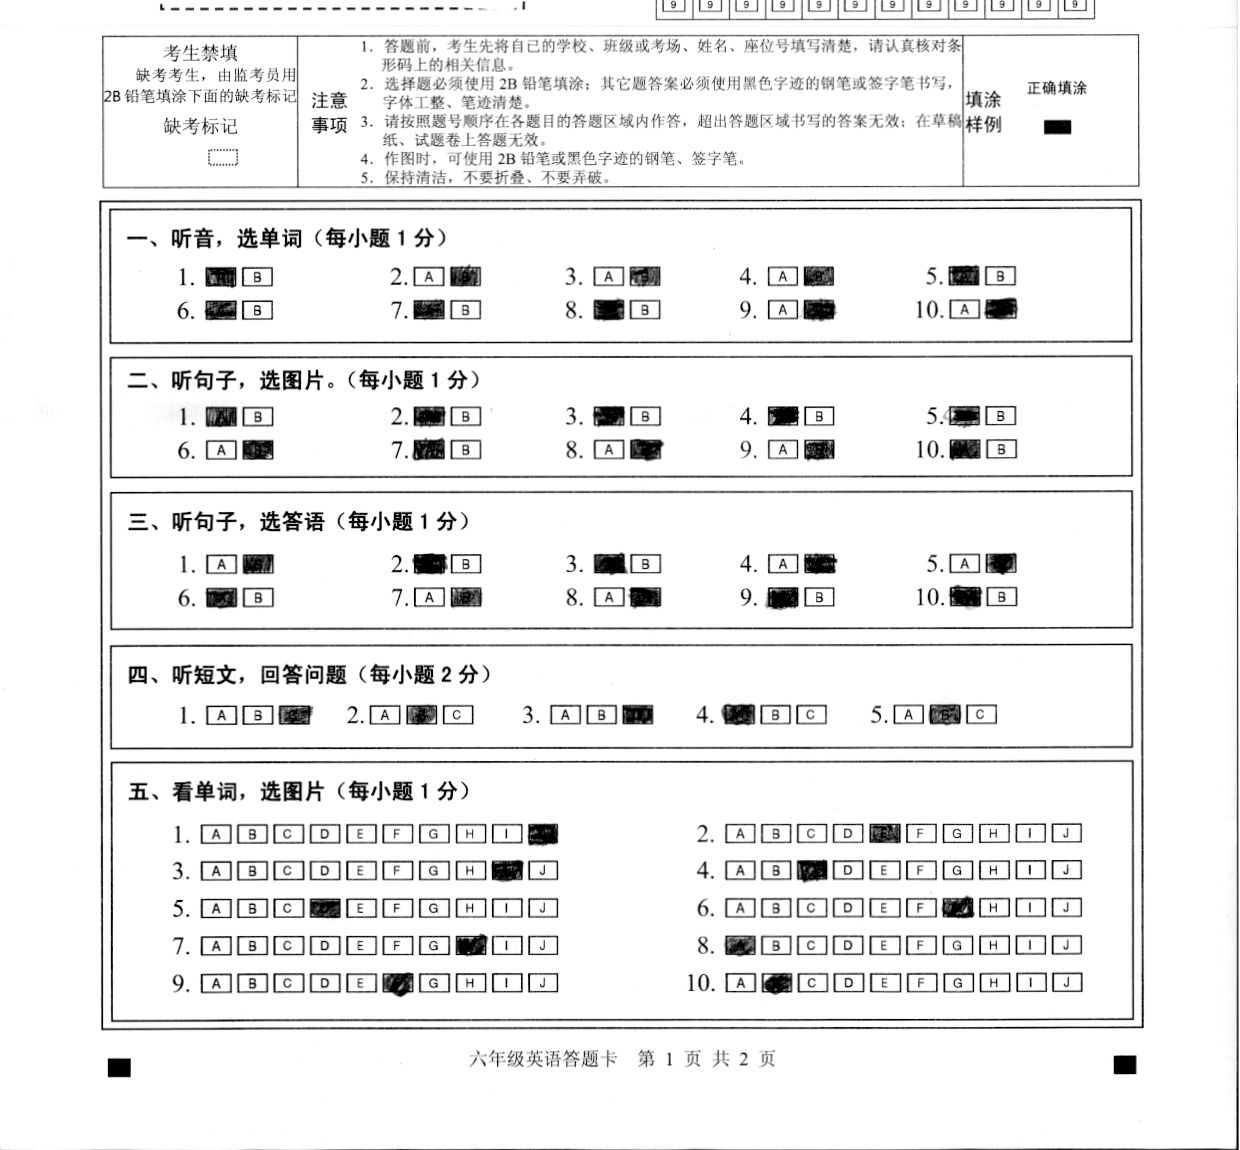 9 9 9 9 9 9 9 9 9 9 9 9
考生禁填
缺考考生，由监考员用
2B 铅笔填涂下面的缺考标记
缺考标记
注意
事项
1. 答题前，考生先将自己的学校、班级或考场、姓名、座位号填写清楚，请认真核对条
形码上的相关信息。
2. 选择题必须使用 2B 铅笔填涂；其它题答案必须使用黑色字迹的钢笔或签字笔书写，
字体工整、笔迹清楚。
3. 请按照题号顺序在各题目的答题区域内作答，超出答题区域书写的答案无效；在草稿
纸、试题卷上答题无效。
4. 作图时，可使用 2B 铅笔或黑色字迹的钢笔、签字笔。
5. 保持清洁，不要折叠、不要弄破。
填涂
样例
正确填涂
一、听音，选单词（每小题 1 分）
1. B 2. A 3. A 4. A 5. B
6. B 7. B 8. B 9. A 10. A
二、听句子，选图片。（每小题 1 分）
1. B 2. B 3. B 4. B 5. B
6. A 7. B 8. A 9. A 10. B
三、听句子，选答语（每小题 1 分）
1. A 2. B 3. B 4. A 5. A
6. B 7. A 8. A 9. B 10. B
四、听短文，回答问题（每小题 2 分）
1. A B 2. A C 3. A B 4. B C 5. A C
五、看单词，选图片（每小题 1 分）
1. A B C D E F G H I 2. A B C D F G H I J
3. A B C D E F G H J 4. A B D E F G H I J
5. A B C E F G H I J 6. A B C D E F H I J
7. A B C D E F G I J 8. B C D E F G H I J
9. A B C D E G H I J 10. A C D E F G H I J
六年级英语答题卡 第 1 页 共 2 页